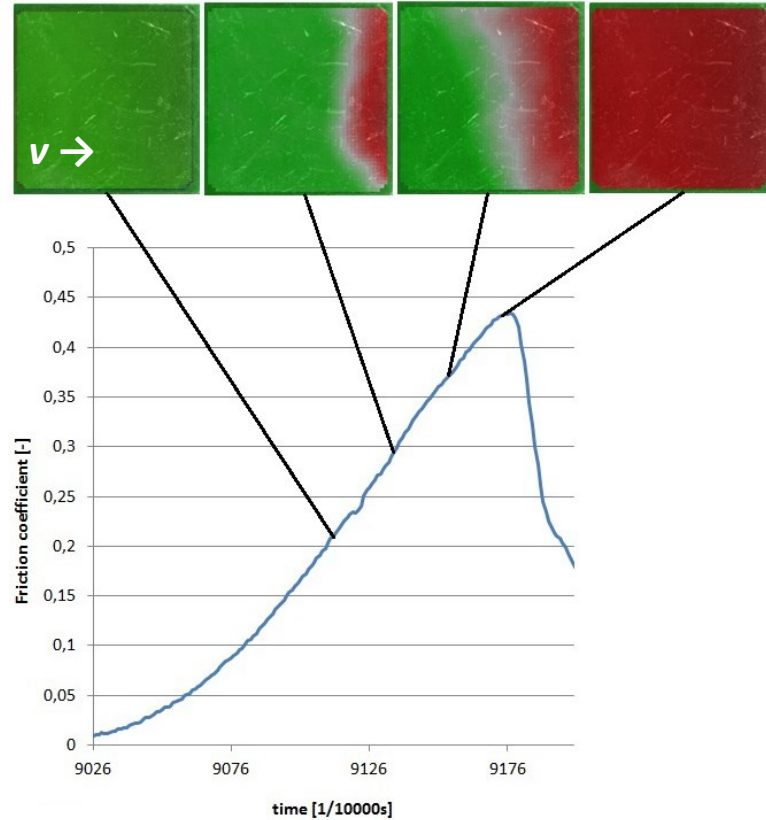 v →
0,5
0,45
0,4
0,35
0,3
0,25
0,2
0,15
0,1
0,05
0
Friction coefficient [-]
9026 9076 9126 9176
time [1/10000s]